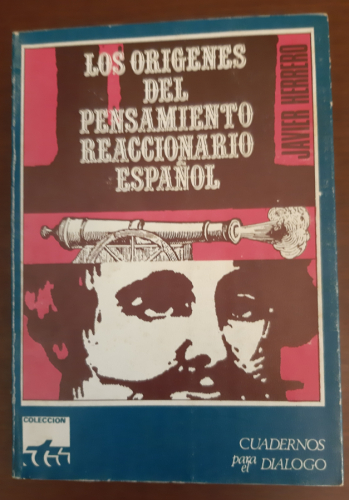 LOS ORIGENES
DEL
PENSAMIENTO
REACCIONARIO
ESPAÑOL
JAVIER HERRERO
COLECCION
CUADERNOS
para el DIALOGO